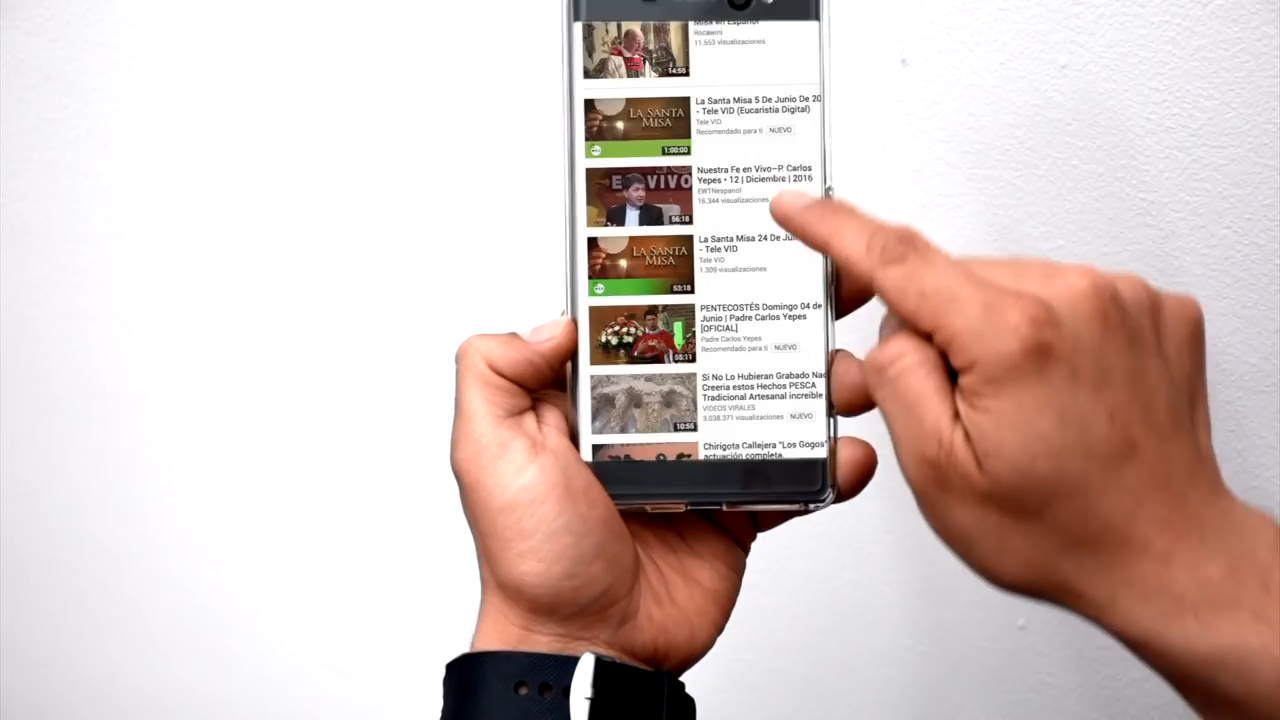 Misa en Español
Rocawini
11.553 visualizaciones
14:55
LA SANTA
MISA
1:00:00
La Santa Misa 5 De Junio De 20
- Tele VID (Eucaristía Digital)
Tele VID
Recomendado para ti NUEVO
EN VIVO
56:18
Nuestra Fe en Vivo–P. Carlos
Yepes • 12 | Diciembre | 2016
EWTNespanol
16.344 visualizaciones
LA SANTA
MISA
53:18
La Santa Misa 24 De Jun
- Tele VID
Tele VID
1.309 visualizaciones
55:11
PENTECOSTÉS Domingo 04 de
Junio | Padre Carlos Yepes
[OFICIAL]
Padre Carlos Yepes
Recomendado para ti NUEVO
10:55
Si No Lo Hubieran Grabado Nad
Creeria estos Hechos PESCA
Tradicional Artesanal increible
VIDEOS VIRALES
3.038.371 visualizaciones NUEVO
Chirigota Callejera "Los Gogos"
actuación completa.